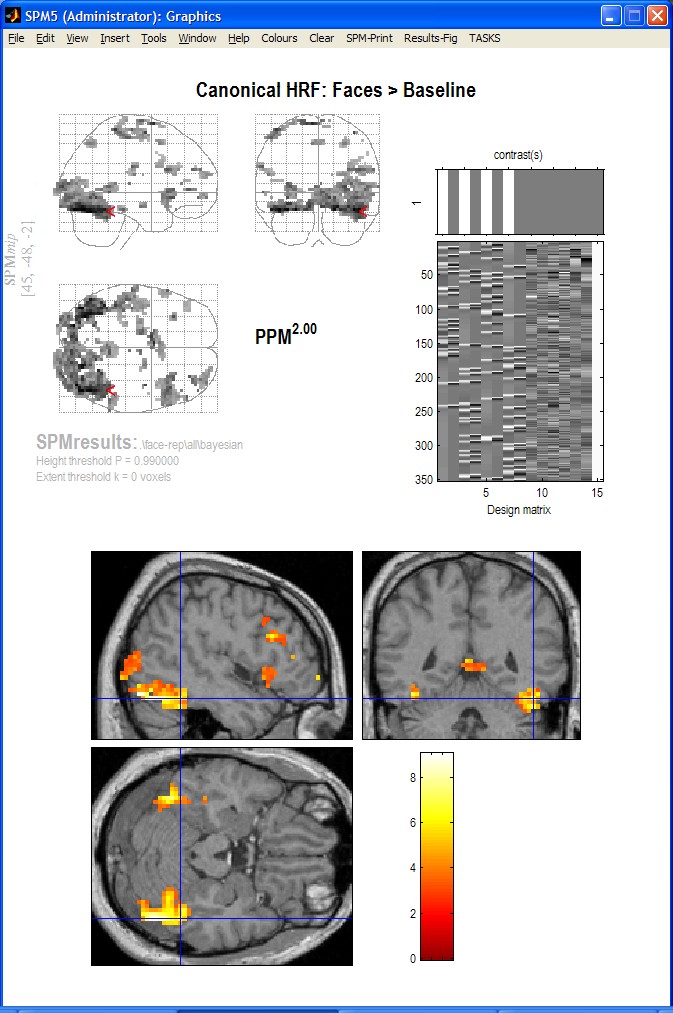 SPM5 (Administrator): Graphics
File Edit View Insert Tools Window Help Colours Clear SPM-Print Results-Fig TASKS
Canonical HRF: Faces > Baseline
SPMmip
[45, -48, -2]
PPM2.00
SPMresults: .\face-rep\all\bayesian
Height threshold P = 0.990000
Extent threshold k = 0 voxels
contrast(s)
1
50
100
150
200
250
300
350
5 10 15
Design matrix
8
6
4
2
0